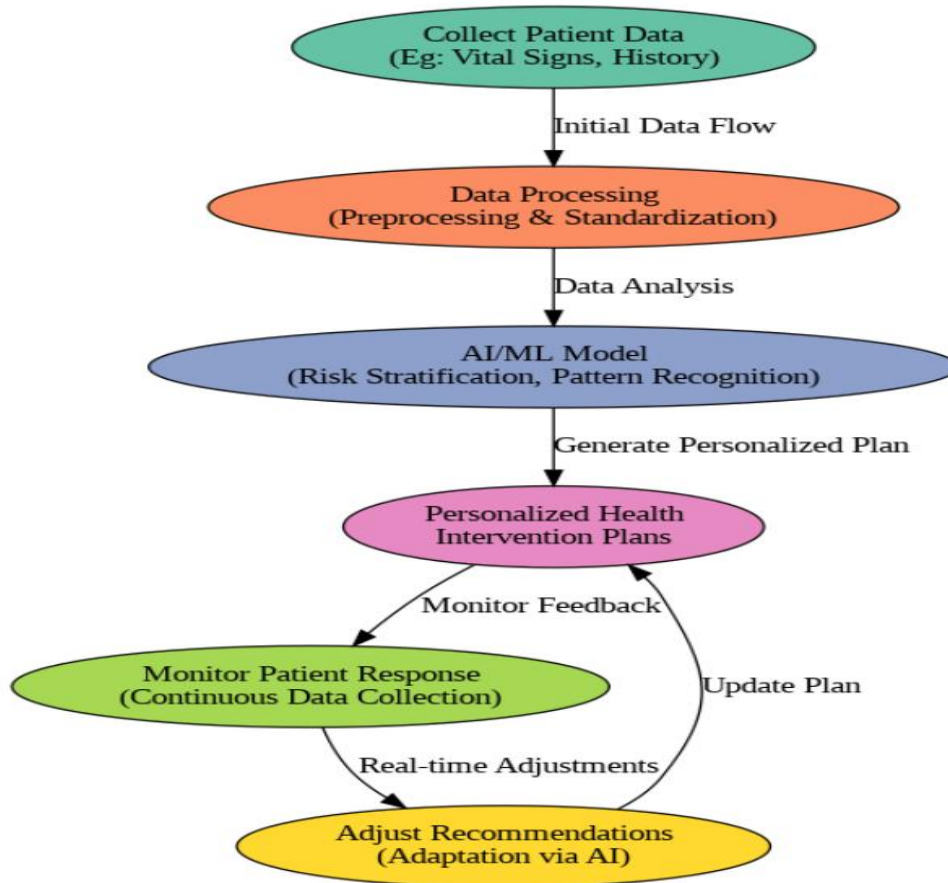 Collect Patient Data
(Eg: Vital Signs, History)
Initial Data Flow
Data Processing
(Preprocessing & Standardization)
Data Analysis
AI/ML Model
(Risk Stratification, Pattern Recognition)
Generate Personalized Plan
Personalized Health
Intervention Plans
Monitor Feedback
Monitor Patient Response
(Continuous Data Collection)
Update Plan
Real-time Adjustments
Adjust Recommendations
(Adaptation via AI)